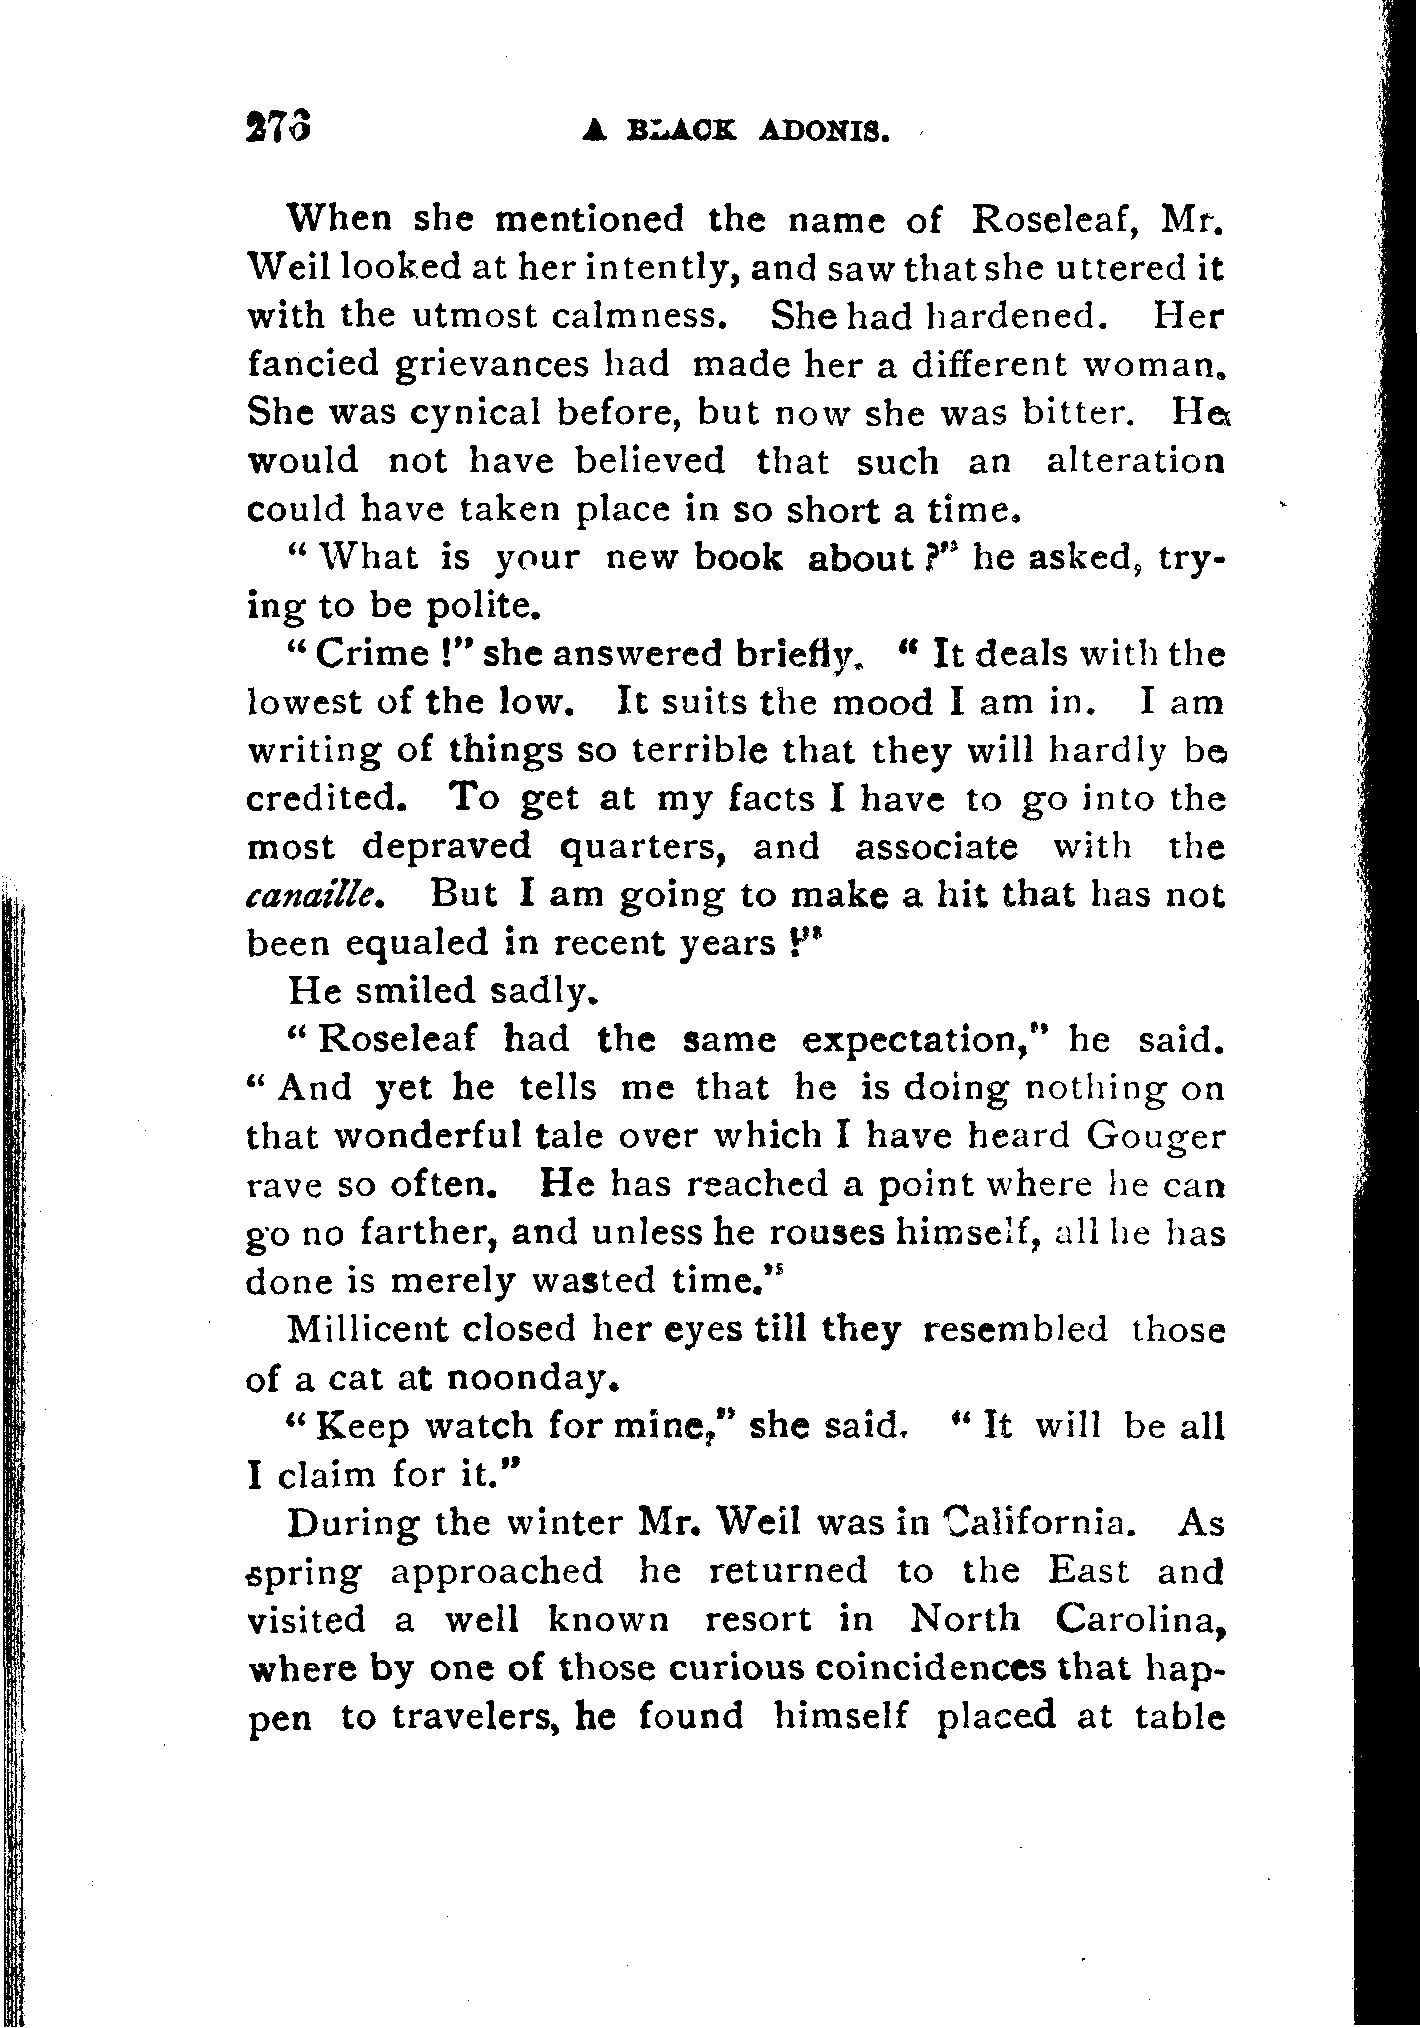 276 A BLACK ADONIS.
When she mentioned the name of Roseleaf, Mr.
Weil looked at her intently, and saw that she uttered it
with the utmost calmness. She had hardened. Her
fancied grievances had made her a different woman.
She was cynical before, but now she was bitter. He
would not have believed that such an alteration
could have taken place in so short a time.
" What is your new book about ?" he asked, try-
ing to be polite.
" Crime !" she answered briefly. " It deals with the
lowest of the low. It suits the mood I am in. I am
writing of things so terrible that they will hardly be
credited. To get at my facts I have to go into the
most depraved quarters, and associate with the
canaille. But I am going to make a hit that has not
been equaled in recent years !"
He smiled sadly.
" Roseleaf had the same expectation," he said.
" And yet he tells me that he is doing nothing on
that wonderful tale over which I have heard Gouger
rave so often. He has reached a point where he can
go no farther, and unless he rouses himself, all he has
done is merely wasted time."
Millicent closed her eyes till they resembled those
of a cat at noonday.
" Keep watch for mine," she said. " It will be all
I claim for it."
During the winter Mr. Weil was in California. As
spring approached he returned to the East and
visited a well known resort in North Carolina,
where by one of those curious coincidences that hap-
pen to travelers, he found himself placed at table